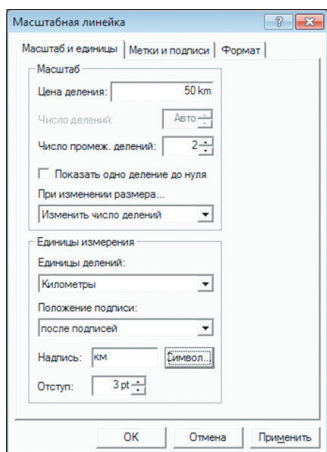 Масштабная линейка
Масштаб и единицы Метки и подписи Формат
Масштаб
Цена деления: 50 km
Число делений: Авто
Число промеж. делений: 2
Показать одно деление до нуля
При изменении размера...
Изменить число делений
Единицы измерения
Единицы делений:
Километры
Положение подписи:
после подписей
Надпись: км Символ...
Отступ: 3 pt
OK Отмена Применить